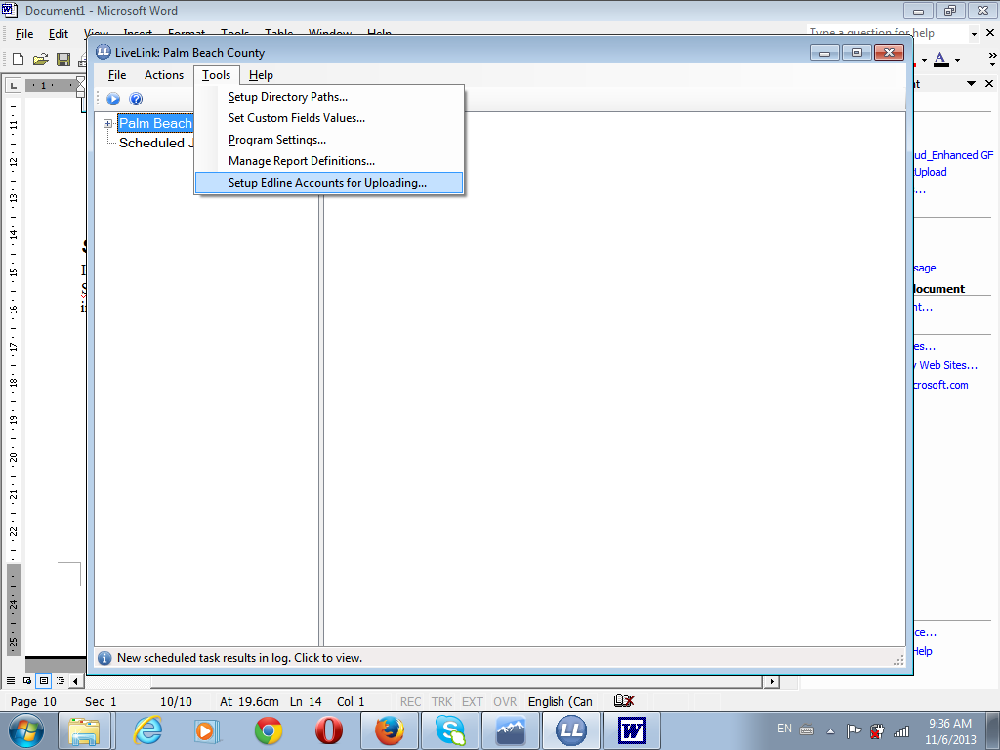 Document1 - Microsoft Word
File Edit View Insert Format Tools Table Window Help
Type a question for help
LiveLink: Palm Beach County
File Actions Tools Help
Setup Directory Paths...
Set Custom Fields Values...
Program Settings...
Manage Report Definitions...
Setup Edline Accounts for Uploading...
Palm Beach
Scheduled J
ud_Enhanced GF
Upload
...
sage
document
nt...
es...
Web Sites...
crosoft.com
ce...
Help
New scheduled task results in log. Click to view.
Page 10 Sec 1 10/10 At 19.6cm Ln 14 Col 1 REC TRK EXT OVR English (Can
EN
9:36 AM
11/6/2013